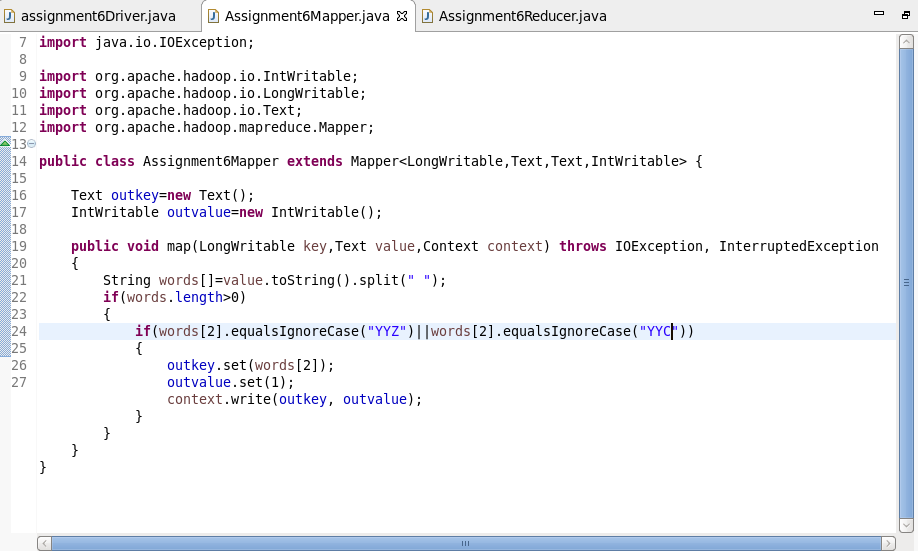 assignment6Driver.java Assignment6Mapper.java Assignment6Reducer.java
7 import java.io.IOException;
8
9 import org.apache.hadoop.io.IntWritable;
10 import org.apache.hadoop.io.LongWritable;
11 import org.apache.hadoop.io.Text;
12 import org.apache.hadoop.mapreduce.Mapper;
13
14 public class Assignment6Mapper extends Mapper<LongWritable,Text,Text,IntWritable> {
15
16     Text outkey=new Text();
17     IntWritable outvalue=new IntWritable();
18
19     public void map(LongWritable key,Text value,Context context) throws IOException, InterruptedException
20     {
21         String words[]=value.toString().split(" ");
22         if(words.length>0)
23         {
24             if(words[2].equalsIgnoreCase("YYZ")||words[2].equalsIgnoreCase("YYC"))
25             {
26                 outkey.set(words[2]);
27                 outvalue.set(1);
                 context.write(outkey, outvalue);
             }
         }
     }
}